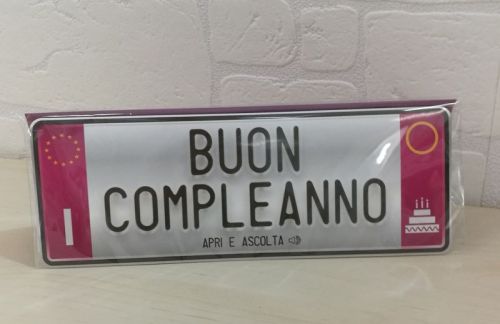 BUON
COMPLEANNO
I
APRI E ASCOLTA